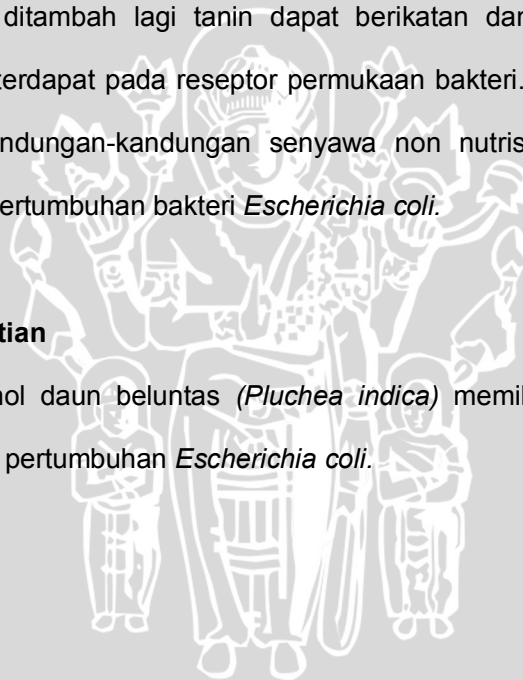 ditambah lagi tanin dapat berikatan dan
terdapat pada reseptor permukaan bakteri.
ndungan-kandungan senyawa non nutris
ertumbuhan bakteri Escherichia coli.
tian
nol daun beluntas (Pluchea indica) memil
pertumbuhan Escherichia coli.